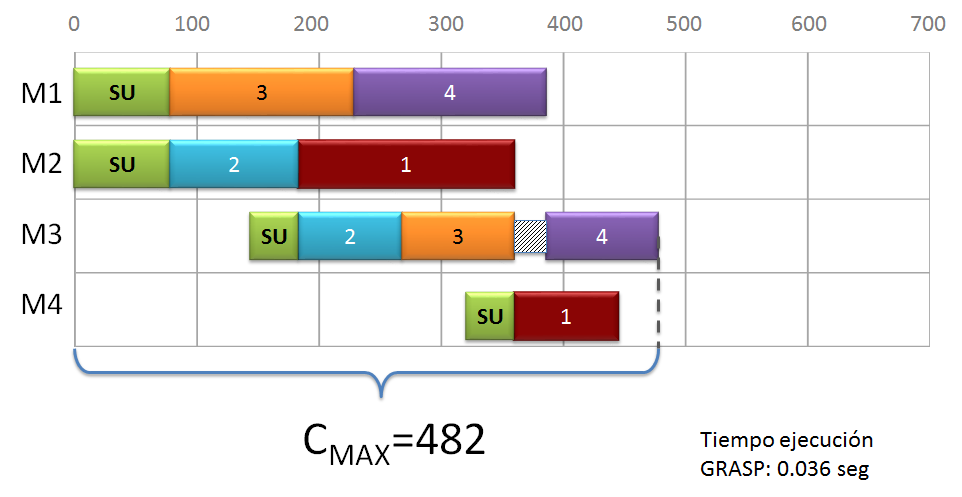 0 100 200 300 400 500 600 700
M1 SU 3 4
M2 SU 2 1
M3 SU 2 3 4
M4 SU 1
CMAX=482
Tiempo ejecución
GRASP: 0.036 seg